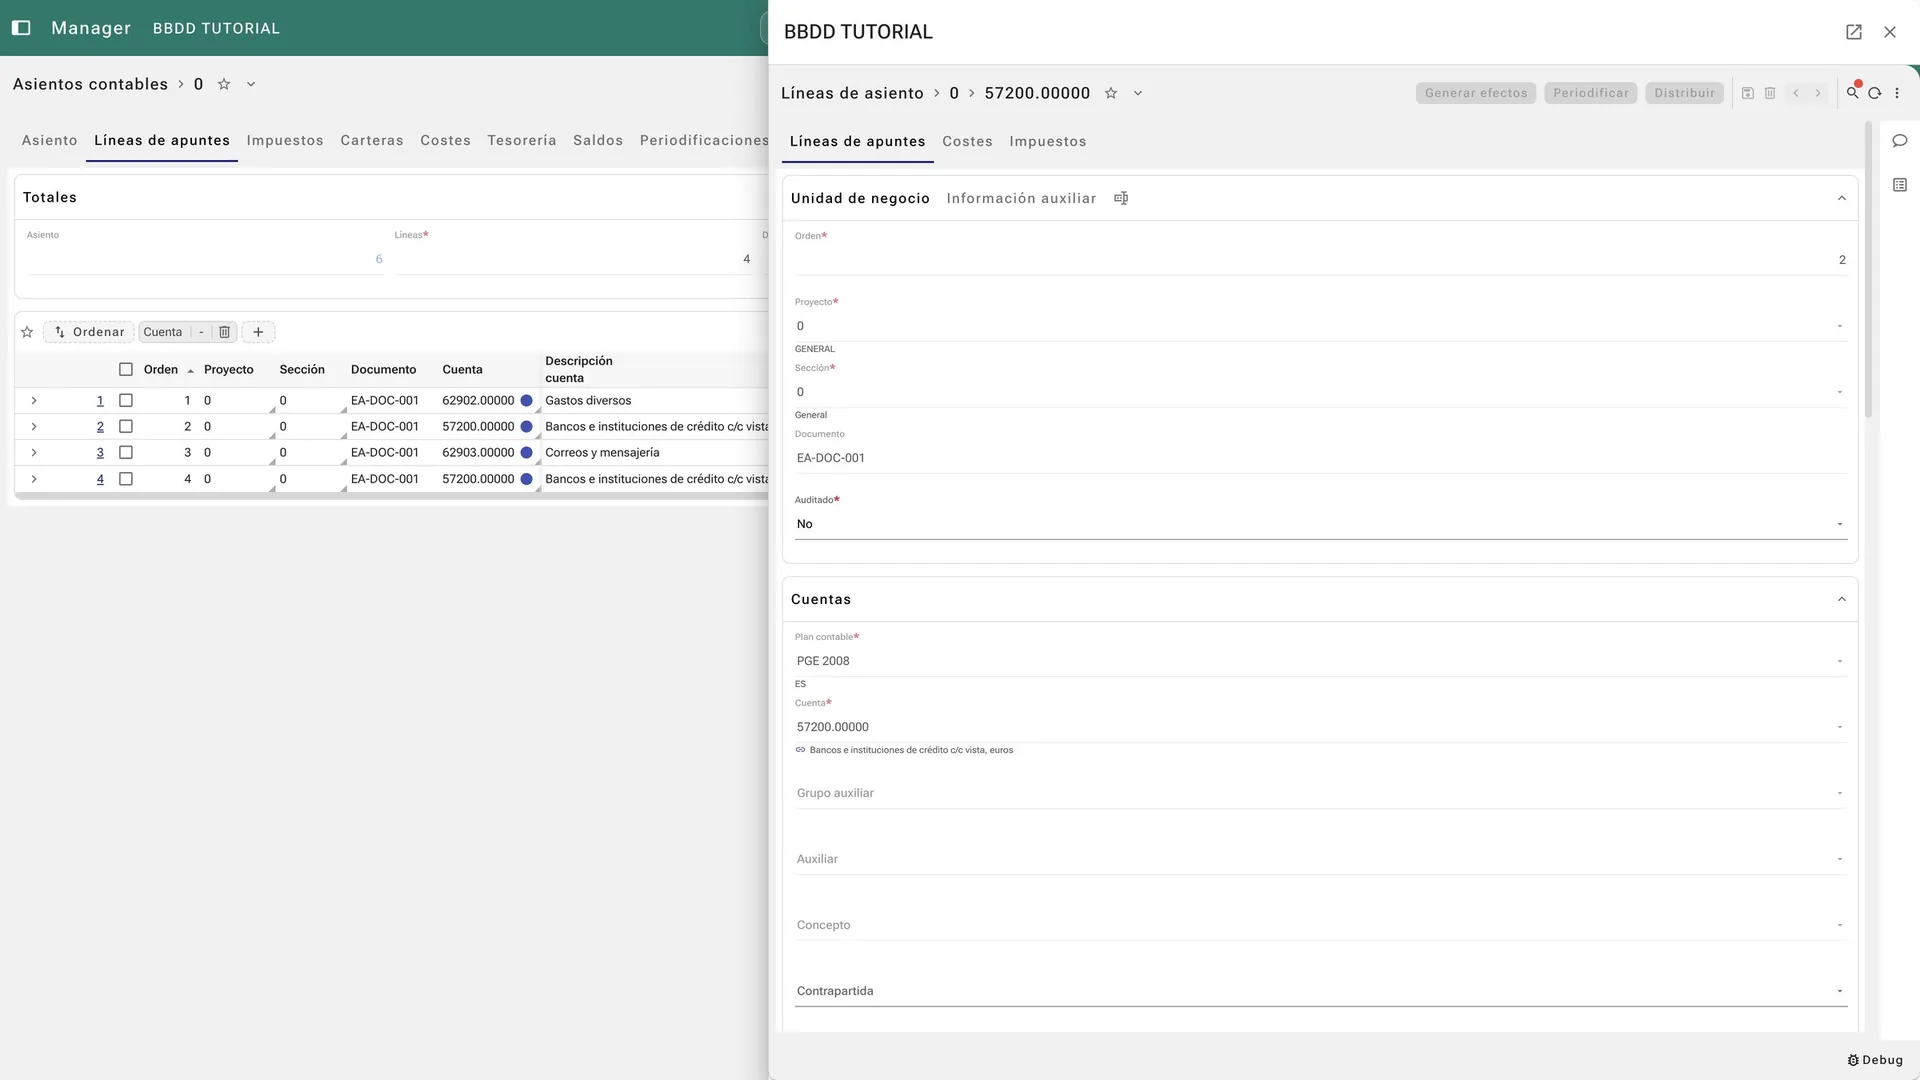 Manager BBDD TUTORIAL
Asientos contables > 0
Asiento Líneas de apuntes Impuestos Carteras Costes Tesorería Saldos Periodificaciones
Totales
Asiento
6
Líneas*
4
D
Ordenar Cuenta - +
Orden Proyecto Sección Documento Cuenta Descripción cuenta
1 1 0 0 EA-DOC-001 62902.00000 Gastos diversos
2 2 0 0 EA-DOC-001 57200.00000 Bancos e instituciones de crédito c/c vista
3 3 0 0 EA-DOC-001 62903.00000 Correos y mensajería
4 4 0 0 EA-DOC-001 57200.00000 Bancos e instituciones de crédito c/c vista
BBDD TUTORIAL
Líneas de asiento > 0 > 57200.00000
Generar efectos Periodificar Distribuir
Líneas de apuntes Costes Impuestos
Unidad de negocio Información auxiliar
Orden*
2
Proyecto*
0
GENERAL
Sección*
0
General
Documento
EA-DOC-001
Auditado*
No
Cuentas
Plan contable*
PGE 2008
ES
Cuenta*
57200.00000
Bancos e instituciones de crédito c/c vista, euros
Grupo auxiliar
Auxiliar
Concepto
Contrapartida
Debug